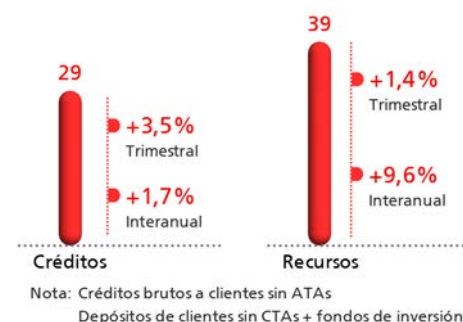 29
+3,5%
Trimestral
+1,7%
Interanual
Créditos
39
+1,4%
Trimestral
+9,6%
Interanual
Recursos
Nota: Créditos brutos a clientes sin ATAs
Depósitos de clientes sin CTAs + fondos de inversión